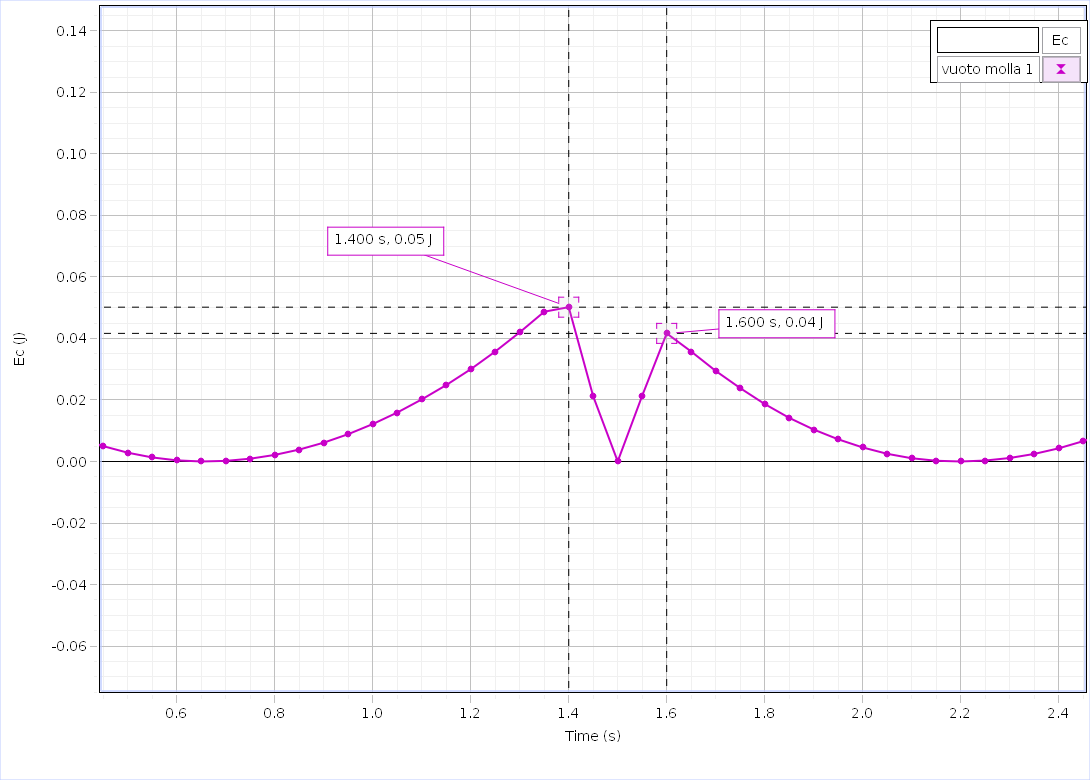 0.14
Ec
vuoto molla 1
0.12
0.10
0.08
1.400 s, 0.05 J
0.06
1.600 s, 0.04 J
0.04
Ec (J)
0.02
0.00
-0.02
-0.04
-0.06
0.6 0.8 1.0 1.2 1.4 1.6 1.8 2.0 2.2 2.4
Time (s)